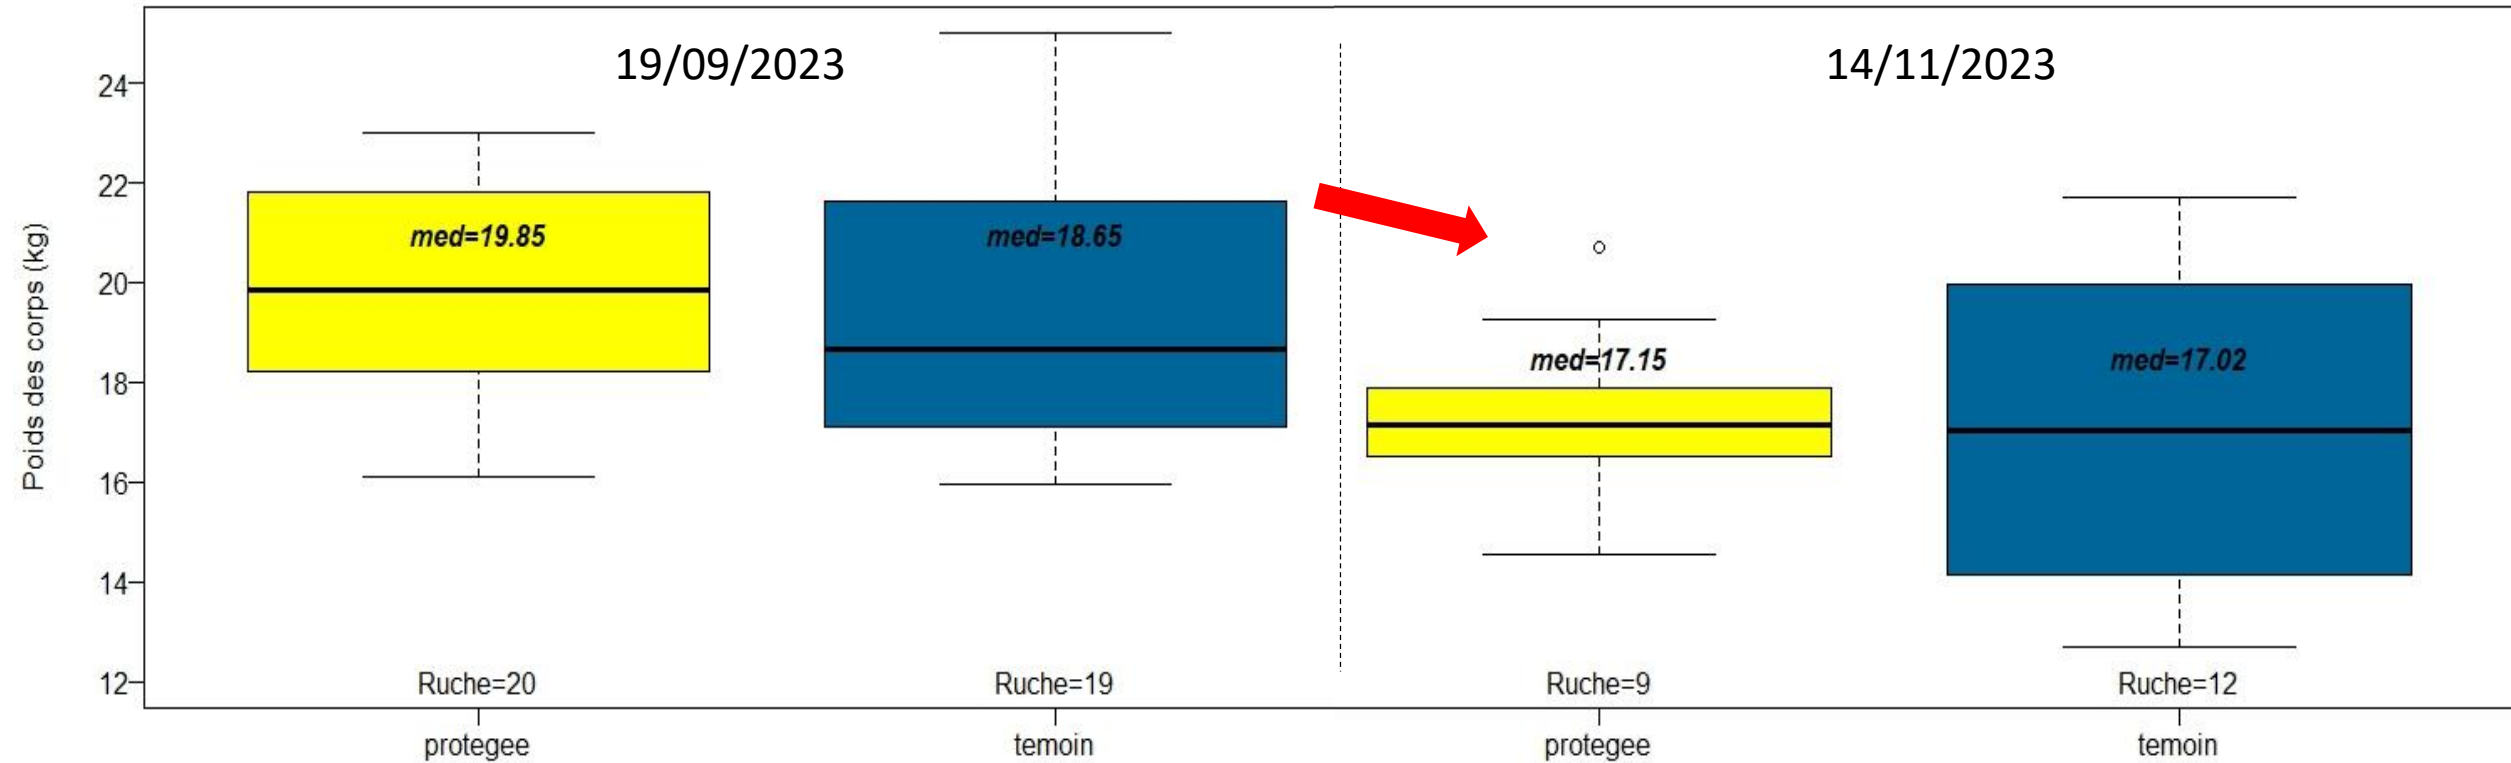 19/09/2023
14/11/2023
Poids des corps (kg)
24
22
20
18
16
14
12
med=19.85
med=18.65
med=17.15
med=17.02
Ruche=20
Ruche=19
Ruche=9
Ruche=12
protegee
temoin
protegee
temoin